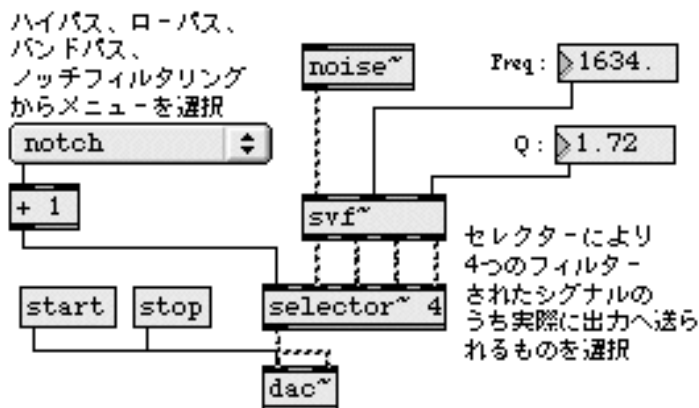 ハイパス、ローパス、
バンドパス、
ノッチフィルタリング
からメニューを選択
notch
+ 1
start
stop
noise~
Freq :
1634.
Q :
1.72
svf~
selector~ 4
dac~
セレクターにより
4つのフィルター
されたシグナルの
うち実際に出力へ送ら
れるものを選択